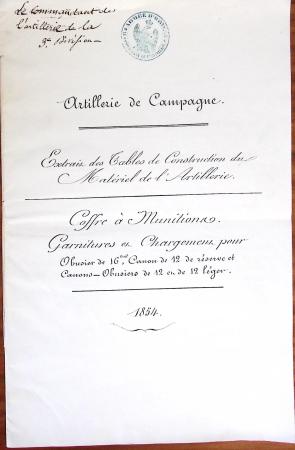 Le Commandant de
l'artillerie de la
3e Division
Artillerie de Campagne.
Extrait des Tables de Construction du
Matériel de l'Artillerie.
Coffre à Munitions.
Garnitures et Chargement pour
Obusier de 16cent, Canon de 12 de réserve et
Canons-Obusiers de 12 et de 12 léger.
1854.